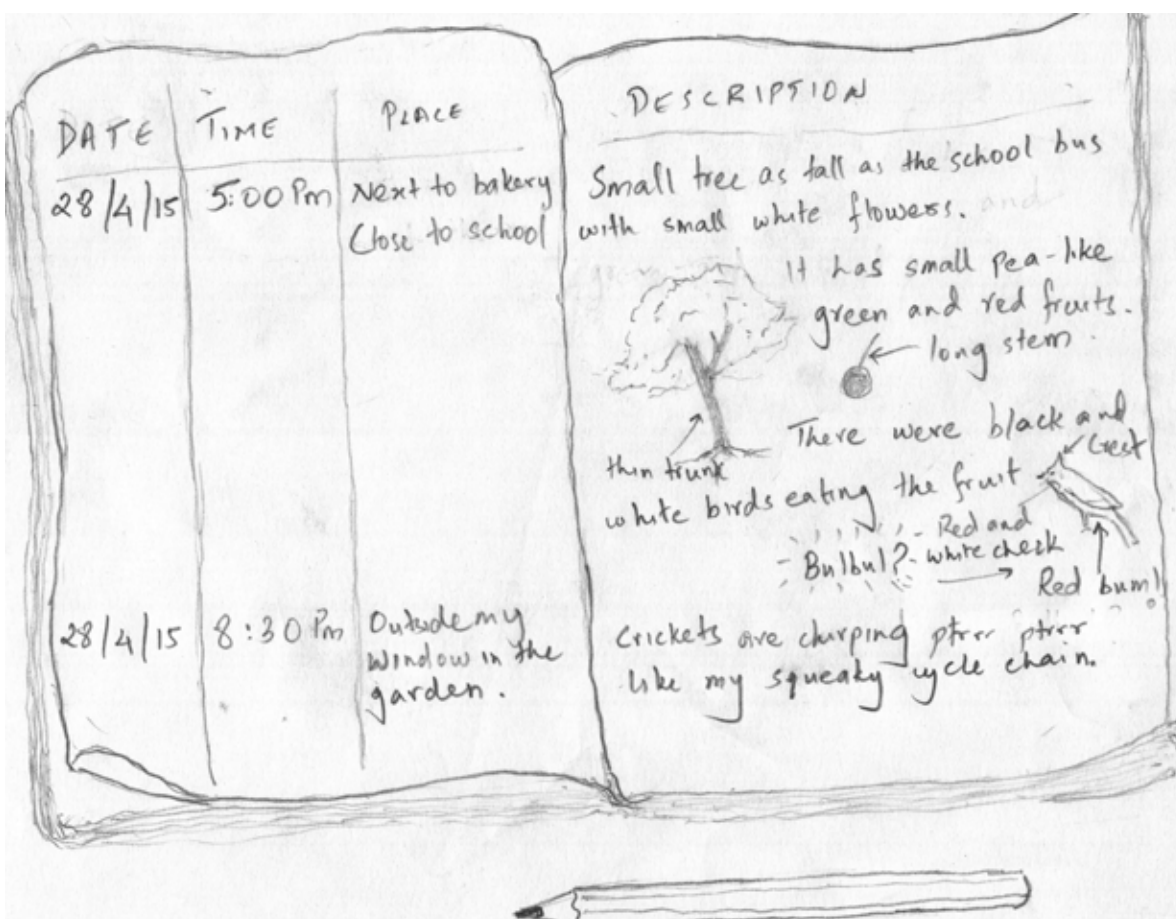 DATE TIME PLACE DESCRIPTION
28/4/15 5:00 Pm Next to bakery
Close to school
Small tree as tall as the school bus
with small white flowers. and
It has small pea-like
green and red fruits.
long stem
thin trunk
There were black and
white birds eating the fruit
Crest
Bulbul?
Red and
white cheek
Red bum!!
28/4/15 8:30 Pm Outside my
window in the
garden.
Crickets are chirping ptrrr ptrrr
like my squeaky cycle chain.